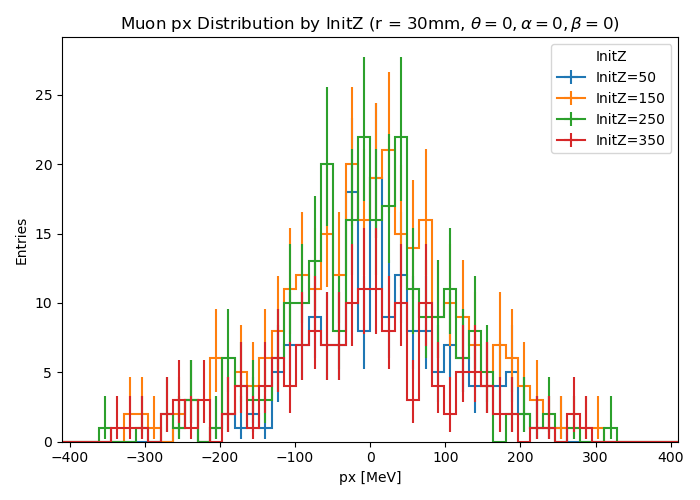 Muon px Distribution by InitZ (r = 30mm, θ = 0, α = 0, β = 0)
InitZ
InitZ=50
InitZ=150
InitZ=250
InitZ=350
Entries
25
20
15
10
5
0
−400 −300 −200 −100 0 100 200 300 400
px [MeV]